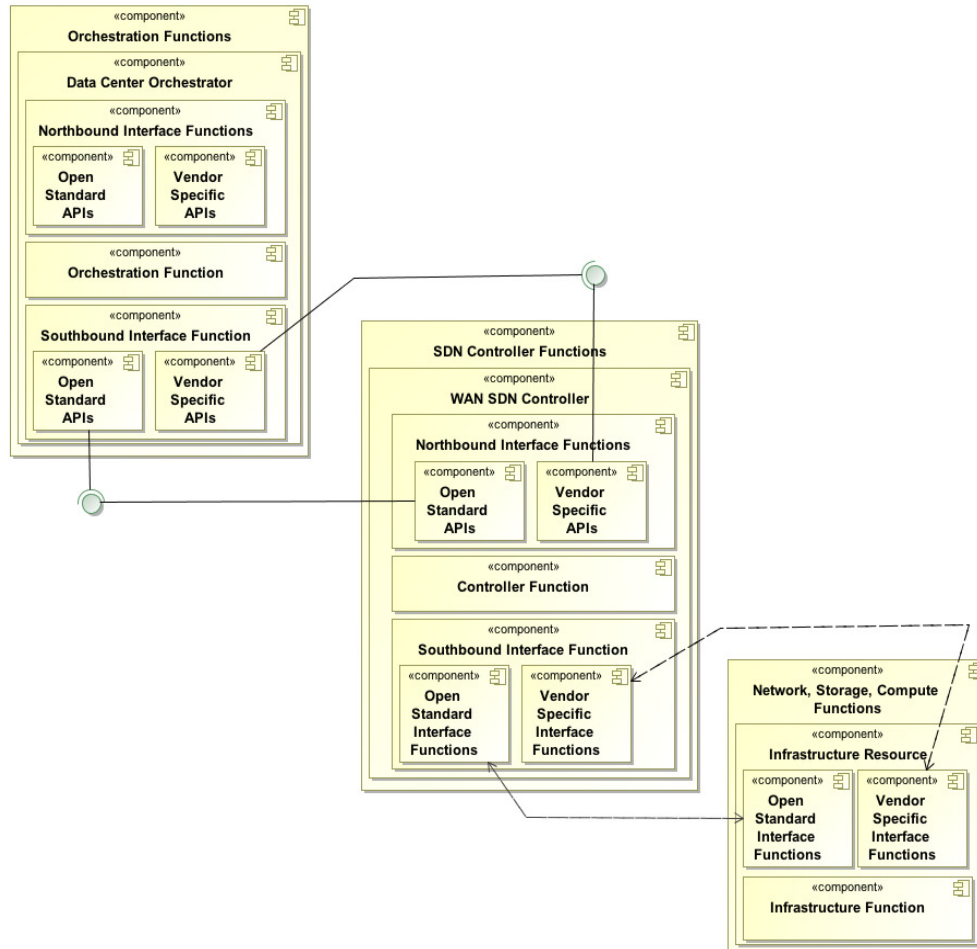 «component»
Orchestration Functions
«component»
Data Center Orchestrator
«component»
Northbound Interface Functions
«component»
Open
Standard
APIs
«component»
Vendor
Specific
APIs
«component»
Orchestration Function
«component»
Southbound Interface Function
«component»
Open
Standard
APIs
«component»
Vendor
Specific
APIs
«component»
SDN Controller Functions
«component»
WAN SDN Controller
«component»
Northbound Interface Functions
«component»
Open
Standard
APIs
«component»
Vendor
Specific
APIs
«component»
Controller Function
«component»
Southbound Interface Function
«component»
Open
Standard
Interface
Functions
«component»
Vendor
Specific
Interface
Functions
«component»
Network, Storage, Compute
Functions
«component»
Infrastructure Resource
«component»
Open
Standard
Interface
Functions
«component»
Vendor
Specific
Interface
Functions
«component»
Infrastructure Function